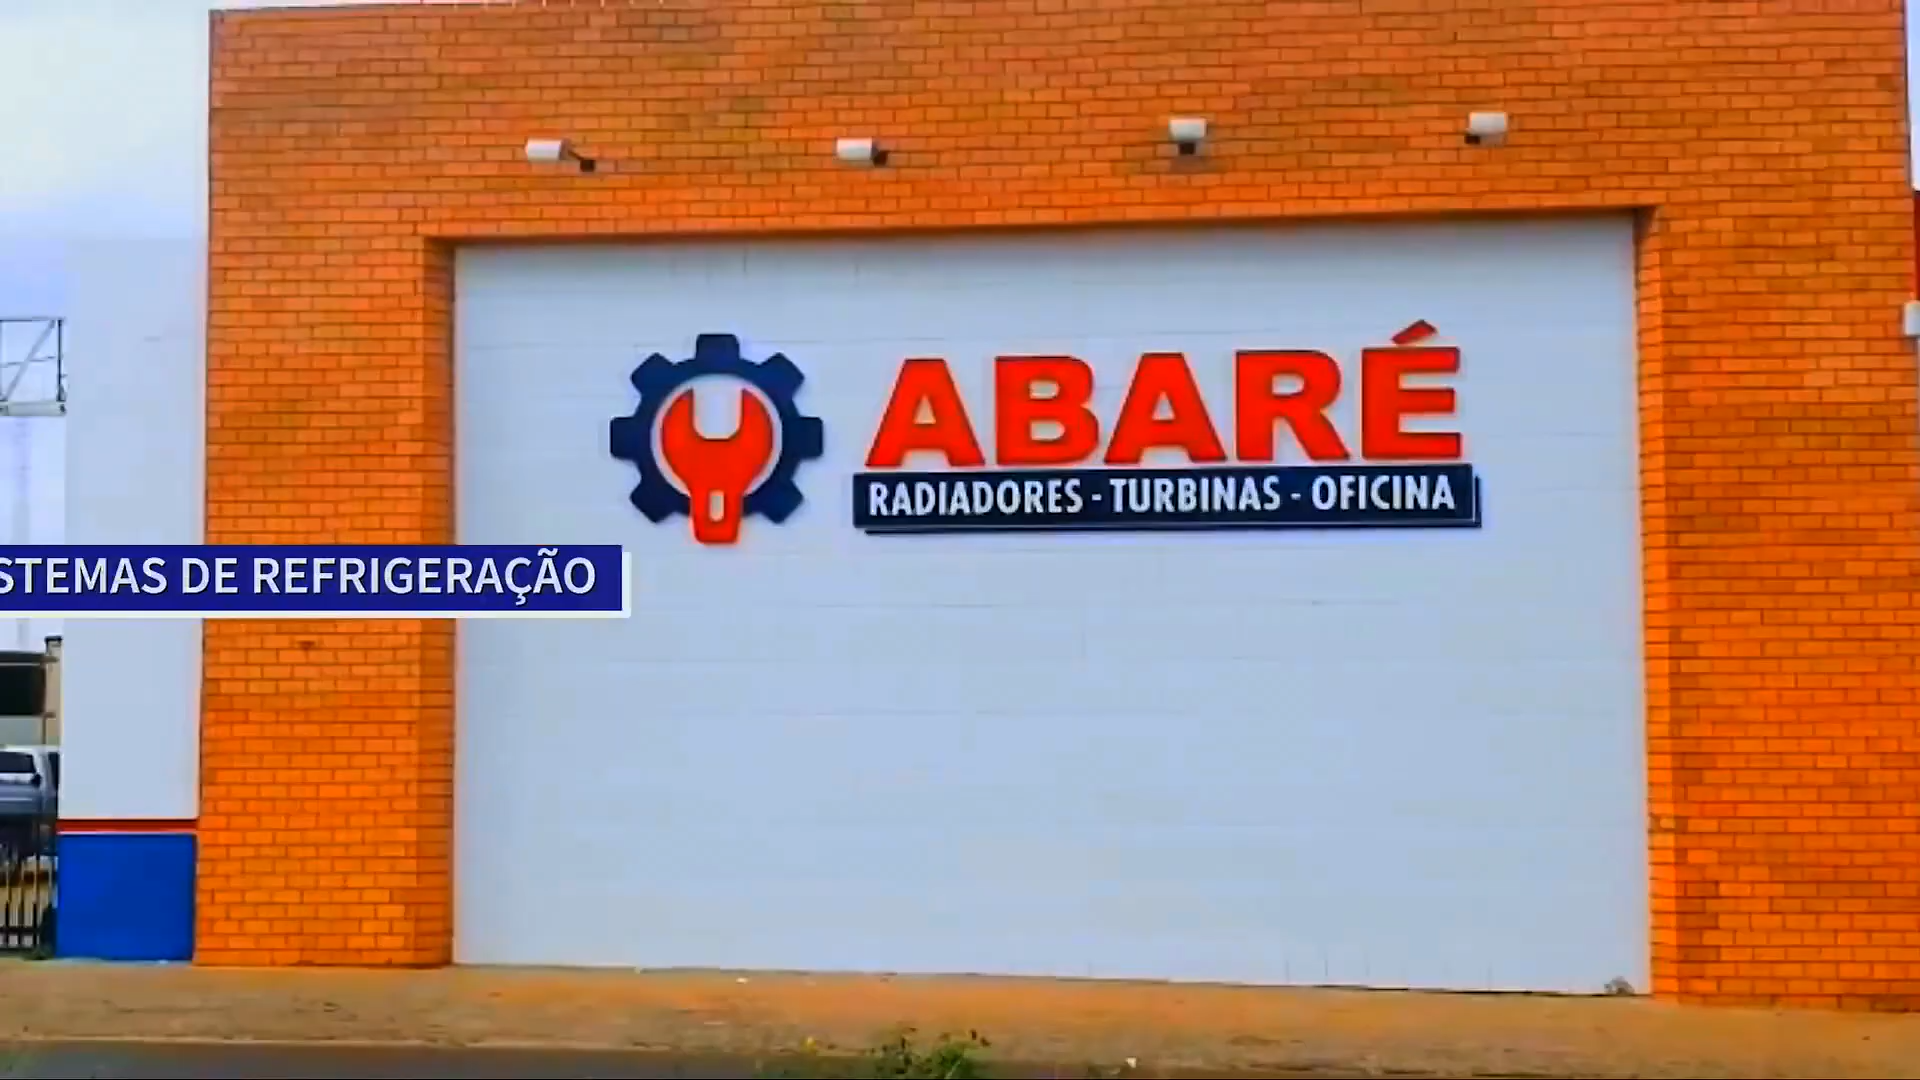 ABARÉ
RADIADORES - TURBINAS - OFICINA
STEMAS DE REFRIGERAÇÃO